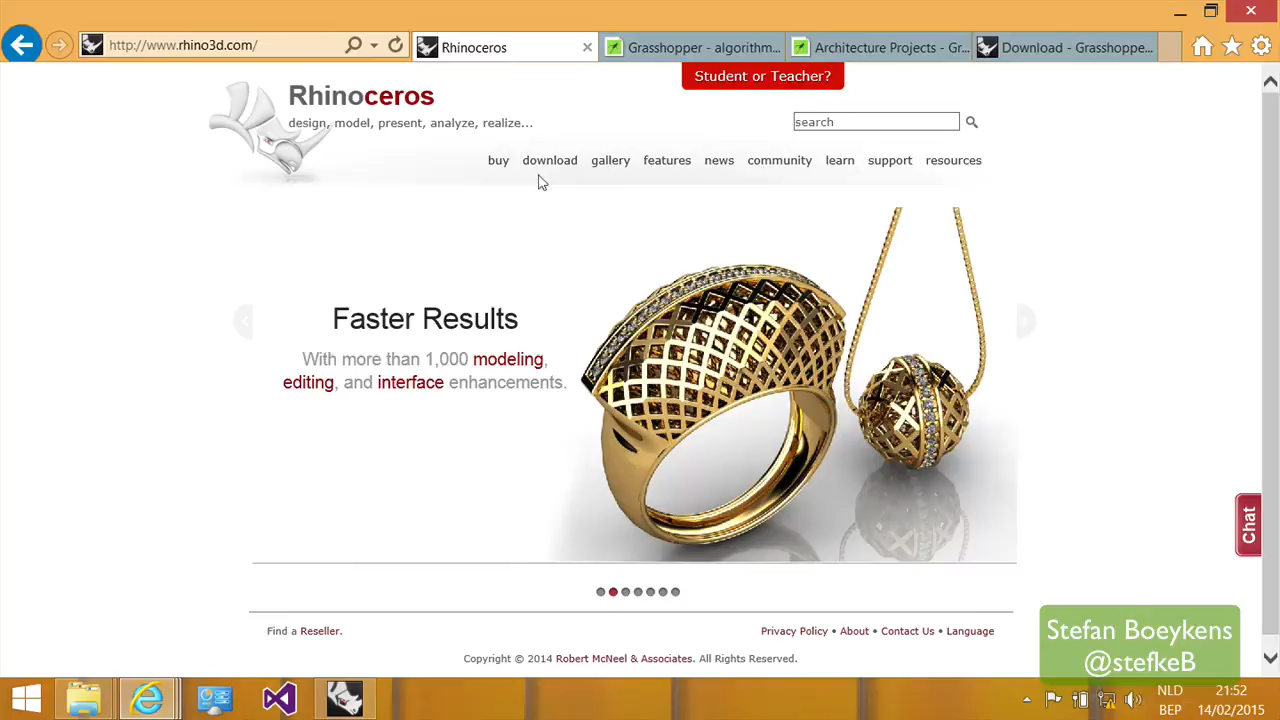 http://www.rhino3d.com/
Rhinoceros
Grasshopper - algorithm...
Architecture Projects - Gr...
Download - Grasshoppe...
Student or Teacher?
Rhinoceros
design, model, present, analyze, realize...
search
buy download gallery features news community learn support resources
Faster Results
With more than 1,000 modeling,
editing, and interface enhancements.
Chat
Find a Reseller.
Privacy Policy • About • Contact Us • Language
Copyright © 2014 Robert McNeel & Associates. All Rights Reserved.
Stefan Boeykens
@stefkeB
NLD
BEP
21:52
14/02/2015